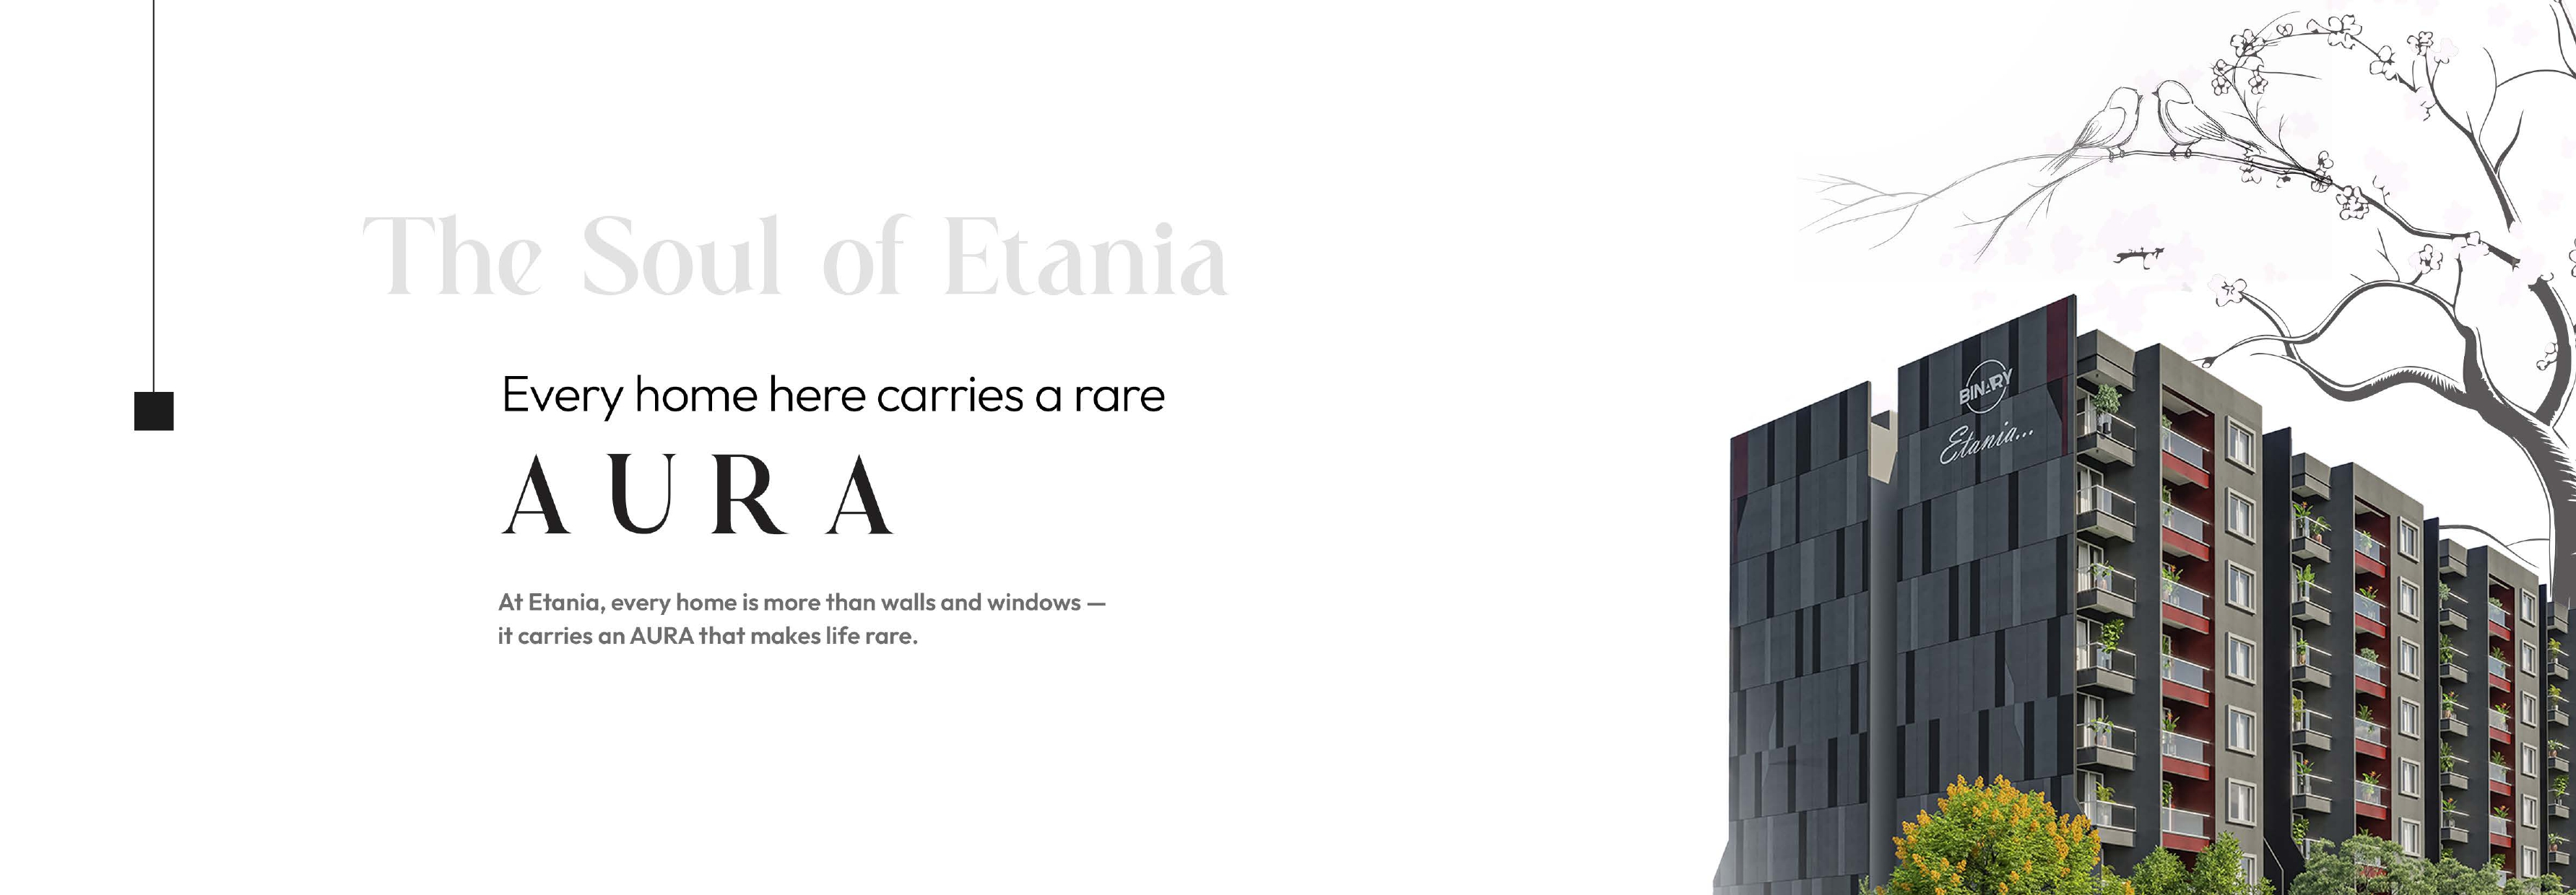 The Soul of Etania
Every home here carries a rare
AURA
At Etania, every home is more than walls and windows —
it carries an AURA that makes life rare.
BINARY
Etania...